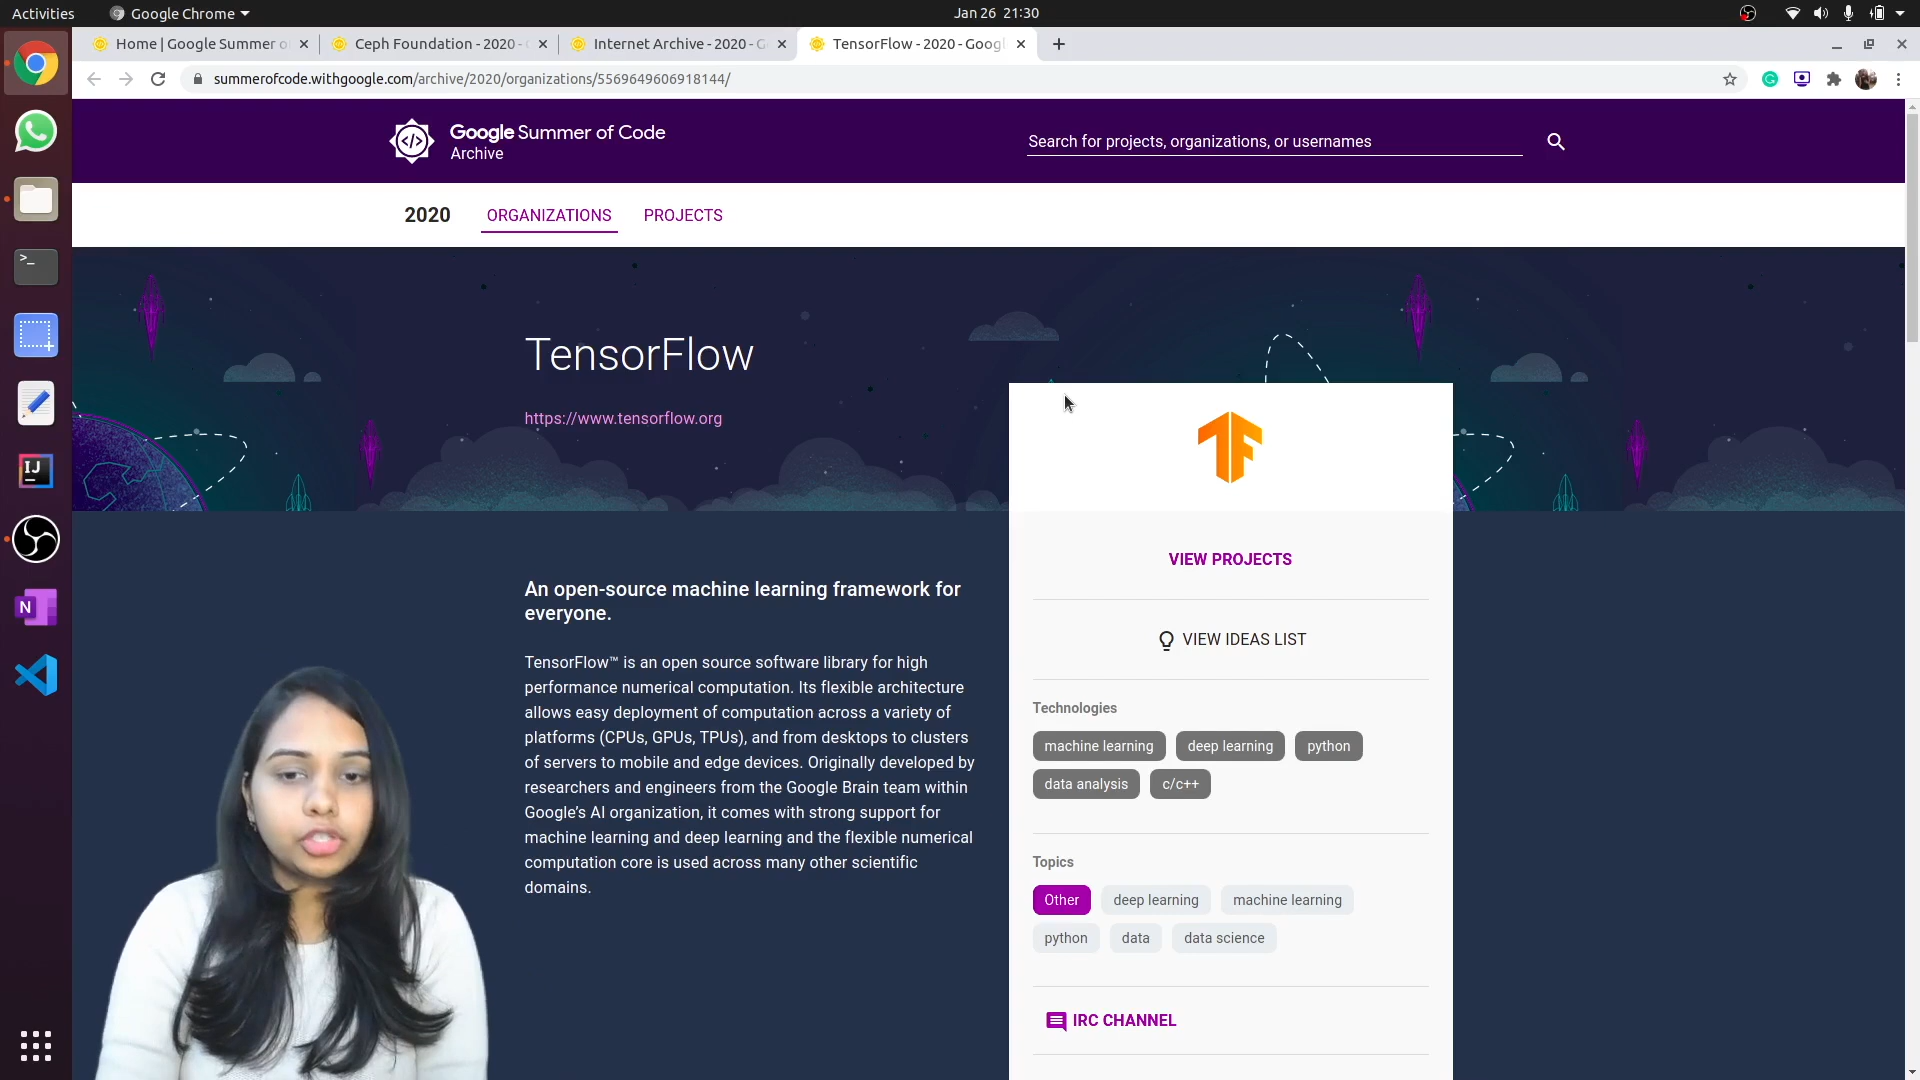 Activities
Google Chrome
Jan 26 21:30
Home | Google Summer o
Ceph Foundation - 2020 -
Internet Archive - 2020 - G
TensorFlow - 2020 - Googl
summerofcode.withgoogle.com/archive/2020/organizations/5569649606918144/
Google Summer of Code
Archive
Search for projects, organizations, or usernames
2020
ORGANIZATIONS
PROJECTS
TensorFlow
https://www.tensorflow.org
VIEW PROJECTS
An open-source machine learning framework for
everyone.
VIEW IDEAS LIST
TensorFlow™ is an open source software library for high
performance numerical computation. Its flexible architecture
allows easy deployment of computation across a variety of
platforms (CPUs, GPUs, TPUs), and from desktops to clusters
of servers to mobile and edge devices. Originally developed by
researchers and engineers from the Google Brain team within
Google's AI organization, it comes with strong support for
machine learning and deep learning and the flexible numerical
computation core is used across many other scientific
domains.
Technologies
machine learning
deep learning
python
data analysis
c/c++
Topics
Other
deep learning
machine learning
python
data
data science
IRC CHANNEL
>_
IJ
N